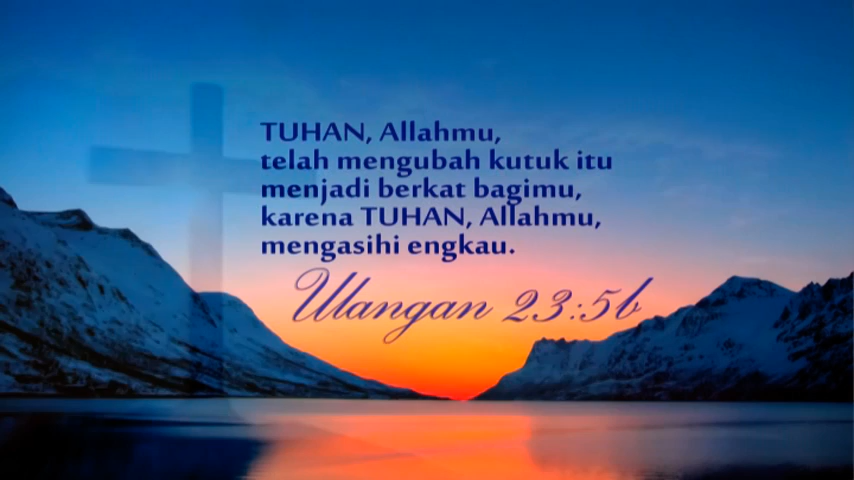 TUHAN, Allahmu,
telah mengubah kutuk itu
menjadi berkat bagimu,
karena TUHAN, Allahmu,
mengasihi engkau.
Ulangan 23:5b